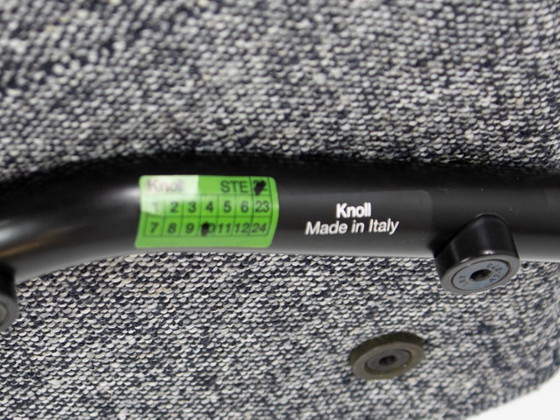 Knoll STE
1 2 3 4 5 6 23
7 8 9 11 12 24
Knoll
Made in Italy